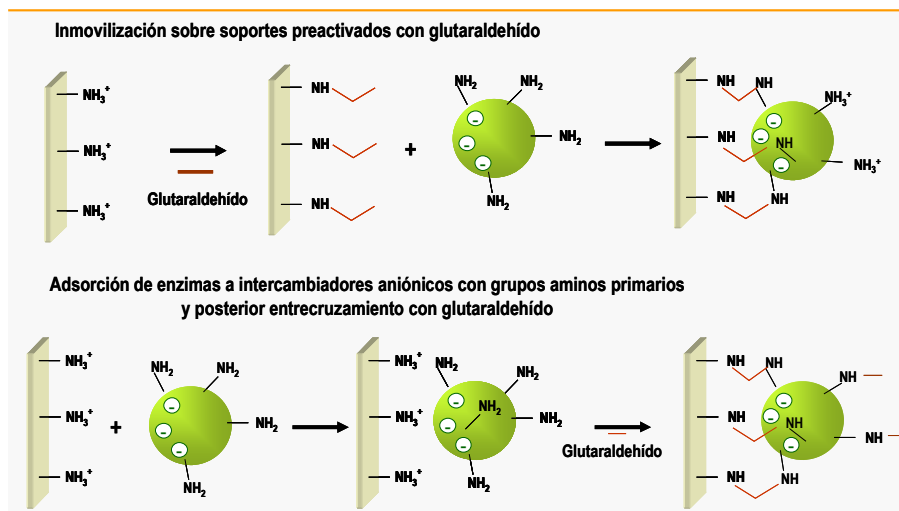 Inmovilización sobre soportes preactivados con glutaraldehído
NH₃⁺
NH₃⁺
NH₃⁺
Glutaraldehído
NH
NH
NH
+
NH₂
NH₂
NH₂
NH₂
-
-
-
NH
NH
NH₃⁺
NH
NH
NH₃⁺
NH
NH
-
-
-
Adsorción de enzimas a intercambiadores aniónicos con grupos aminos primarios
y posterior entrecruzamiento con glutaraldehído
NH₃⁺
NH₃⁺
NH₃⁺
+
NH₂
NH₂
NH₂
NH₂
-
-
-
NH₃⁺
NH₃⁺
NH₃⁺
NH₂
NH₂
NH₂
NH₂
NH₂
-
-
-
Glutaraldehído
NH
NH
NH
NH
NH
NH
NH
NH
-
-
-